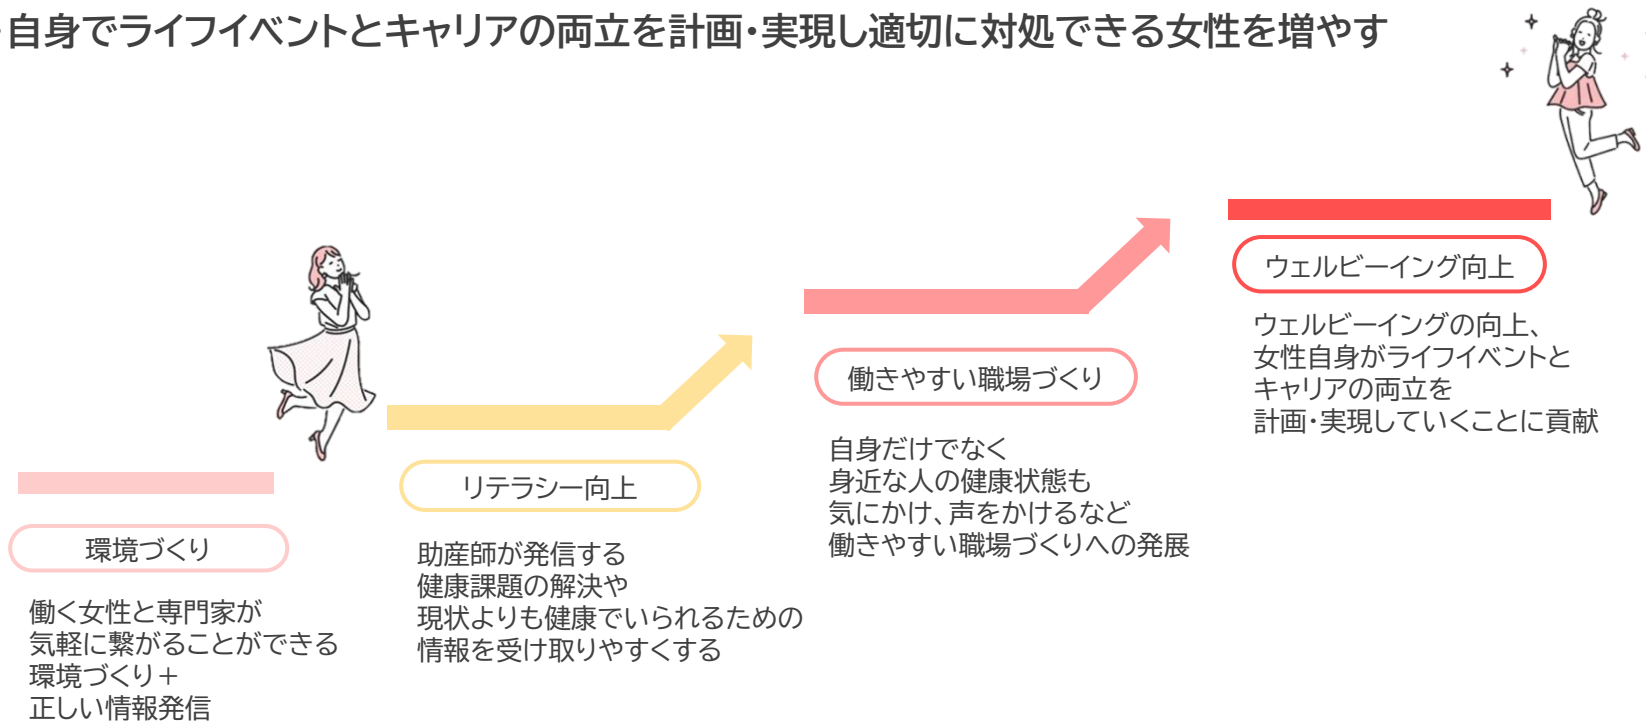 自身でライフイベントとキャリアの両立を計画・実現し適切に対処できる女性を増やす
環境づくり
働く女性と専門家が
気軽に繋がることができる
環境づくり＋
正しい情報発信
リテラシー向上
助産師が発信する
健康課題の解決や
現状よりも健康でいられるための
情報を受け取りやすくする
働きやすい職場づくり
自身だけでなく
身近な人の健康状態も
気にかけ、声をかけるなど
働きやすい職場づくりへの発展
ウェルビーイング向上
ウェルビーイングの向上、
女性自身がライフイベントと
キャリアの両立を
計画・実現していくことに貢献